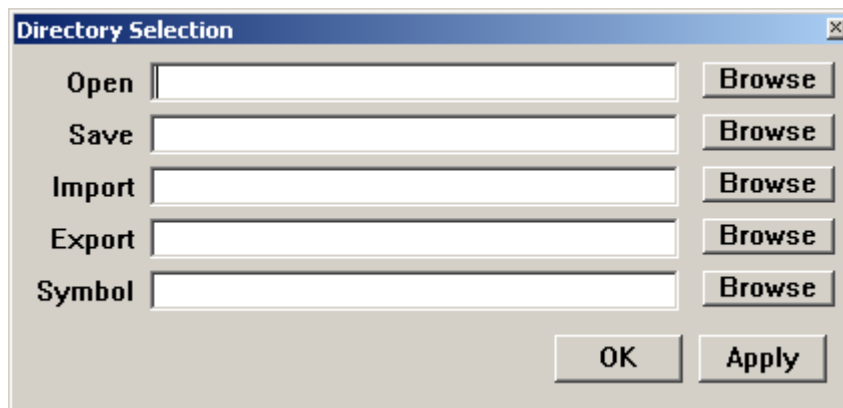 Directory Selection
Open Browse
Save Browse
Import Browse
Export Browse
Symbol Browse
OK Apply